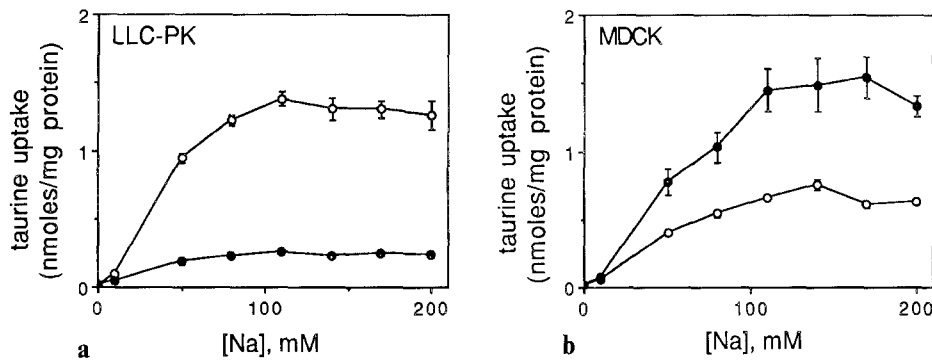 LLC-PK
2
1
0
taurine uptake
(nmoles/mg protein)
0
100
200
[Na], mM
a
MDCK
2
1
0
taurine uptake
(nmoles/mg protein)
0
100
200
[Na], mM
b